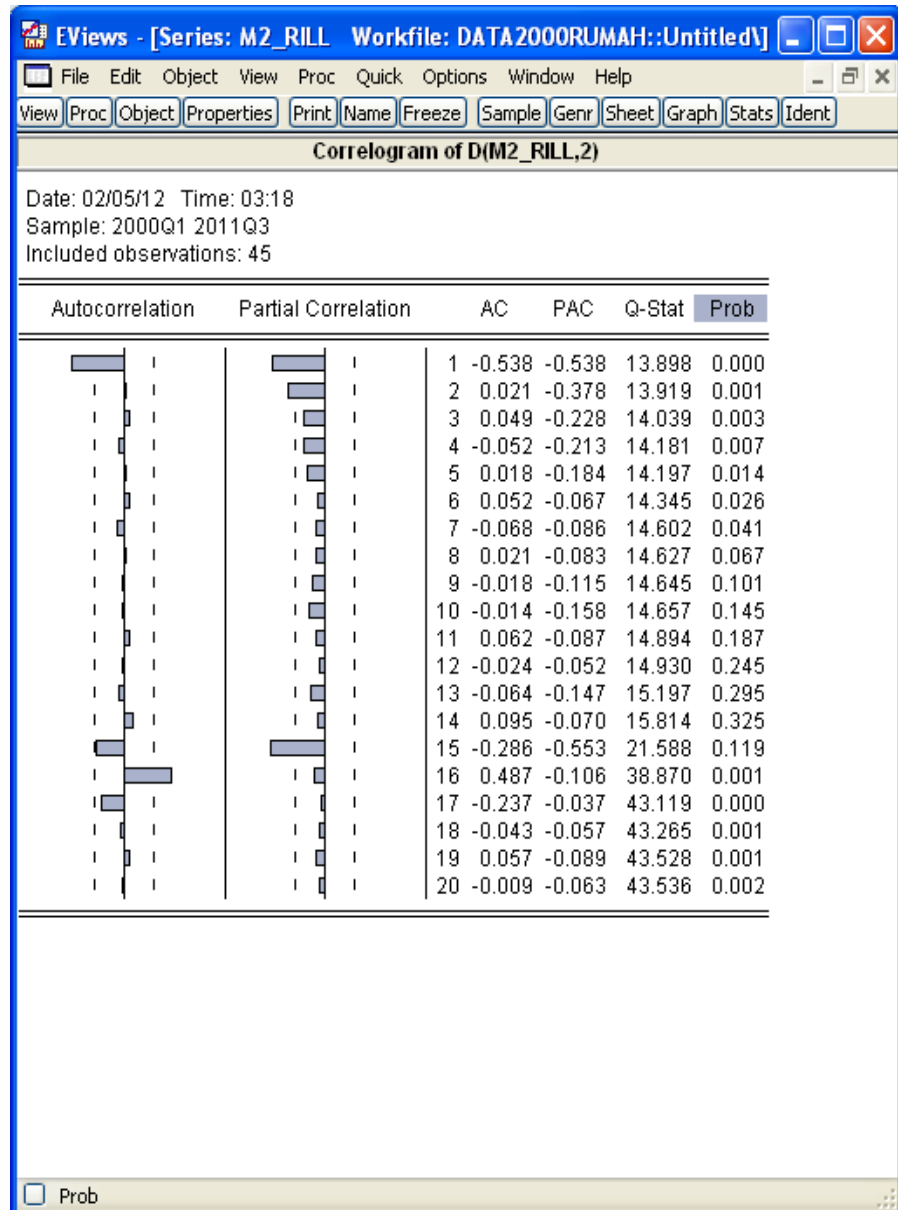 EViews - [Series: M2_RILL Workfile: DATA2000RUMAH::Untitled\]
File Edit Object View Proc Quick Options Window Help
View Proc Object Properties Print Name Freeze Sample Genr Sheet Graph Stats Ident
Correlogram of D(M2_RILL,2)
Date: 02/05/12 Time: 03:18
Sample: 2000Q1 2011Q3
Included observations: 45
Autocorrelation Partial Correlation AC PAC Q-Stat Prob
1 -0.538 -0.538 13.898 0.000
2 0.021 -0.378 13.919 0.001
3 0.049 -0.228 14.039 0.003
4 -0.052 -0.213 14.181 0.007
5 0.018 -0.184 14.197 0.014
6 0.052 -0.067 14.345 0.026
7 -0.068 -0.086 14.602 0.041
8 0.021 -0.083 14.627 0.067
9 -0.018 -0.115 14.645 0.101
10 -0.014 -0.158 14.657 0.145
11 0.062 -0.087 14.894 0.187
12 -0.024 -0.052 14.930 0.245
13 -0.064 -0.147 15.197 0.295
14 0.095 -0.070 15.814 0.325
15 -0.286 -0.553 21.588 0.119
16 0.487 -0.106 38.870 0.001
17 -0.237 -0.037 43.119 0.000
18 -0.043 -0.057 43.265 0.001
19 0.057 -0.089 43.528 0.001
20 -0.009 -0.063 43.536 0.002
Prob